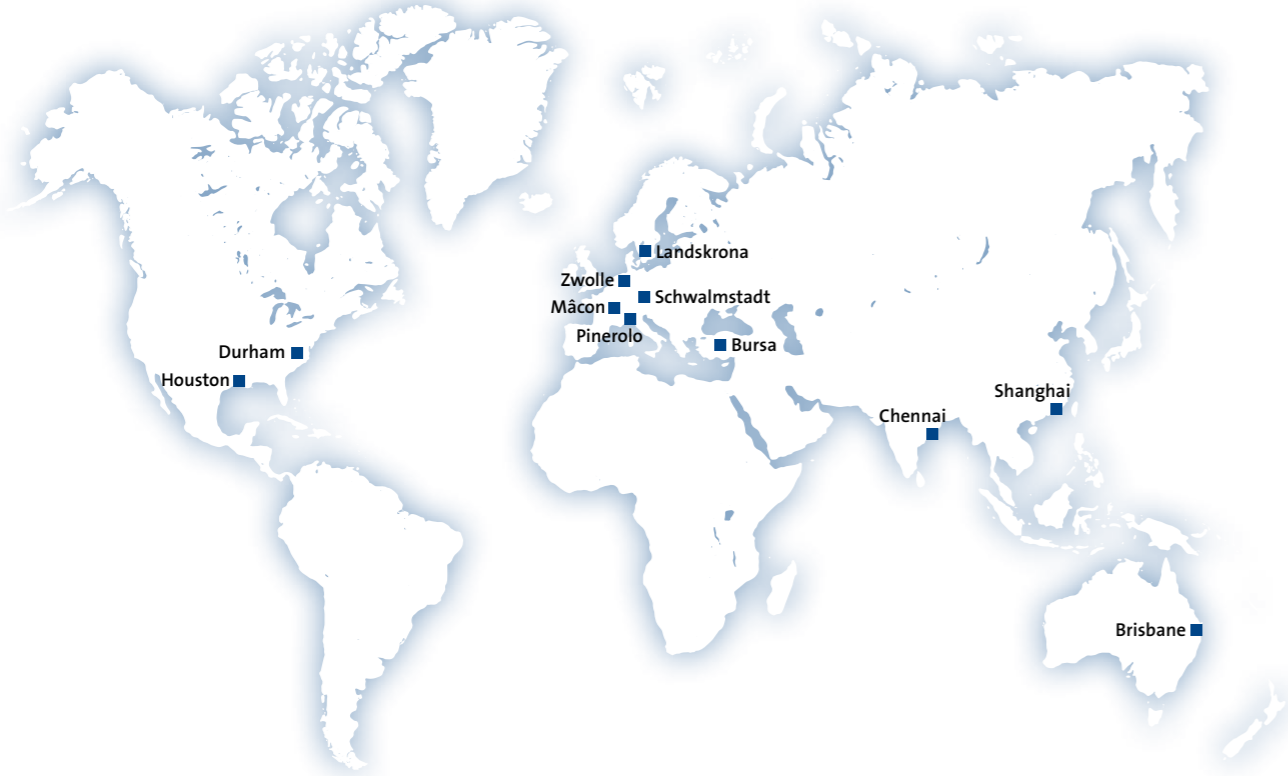 Landskrona
Zwolle
Schwalmstadt
Mâcon
Pinerolo
Bursa
Durham
Houston
Shanghai
Chennai
Brisbane